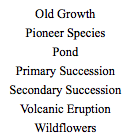 Old Growth
Pioneer Species
Pond
Primary Succession
Secondary Succession
Volcanic Eruption
Wildflowers